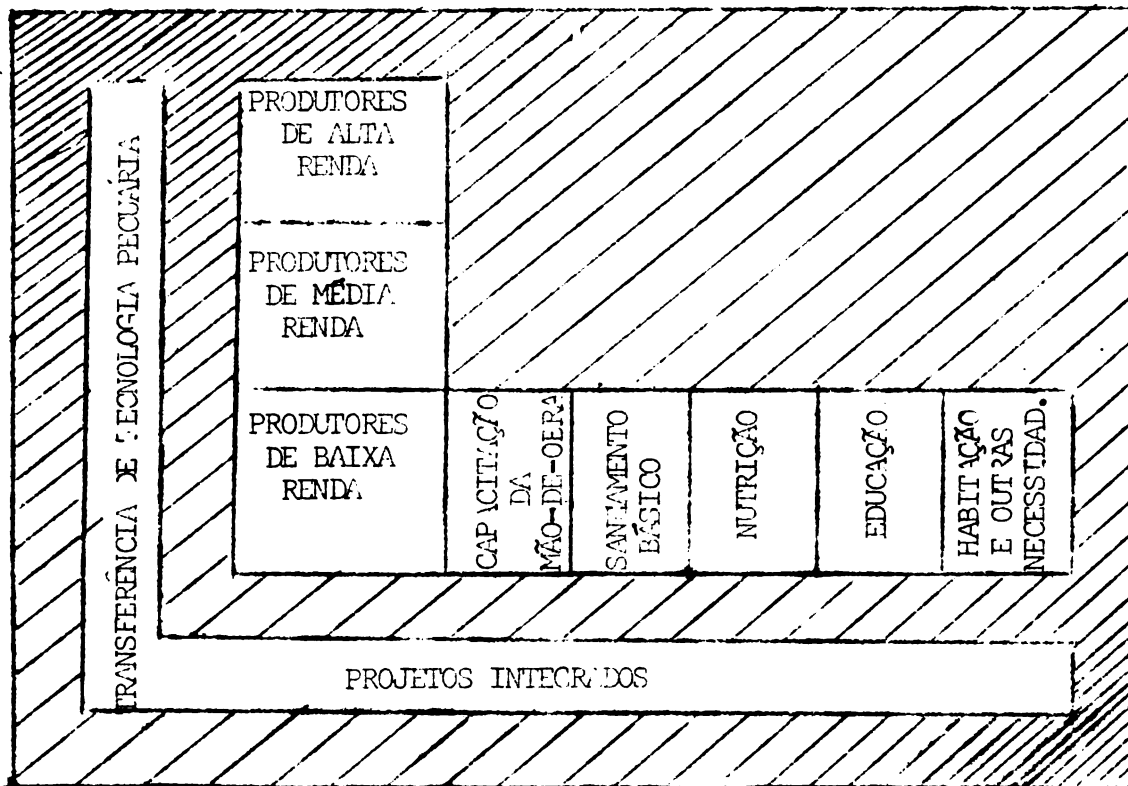 TRANSFERÊNCIA DE TECNOLOGIA PECUÁRIA
PRODUTORES
DE ALTA
RENDA
PRODUTORES
DE MÉDIA
RENDA
PRODUTORES
DE BAIXA
RENDA
CAPACITAÇÃO
DA
MÃO-DE-OBRA
SANEAMENTO
BÁSICO
NUTRIÇÃO
EDUCAÇÃO
HABITAÇÃO
E OUTRAS
NECESSIDAD.
PROJETOS INTEGRADOS